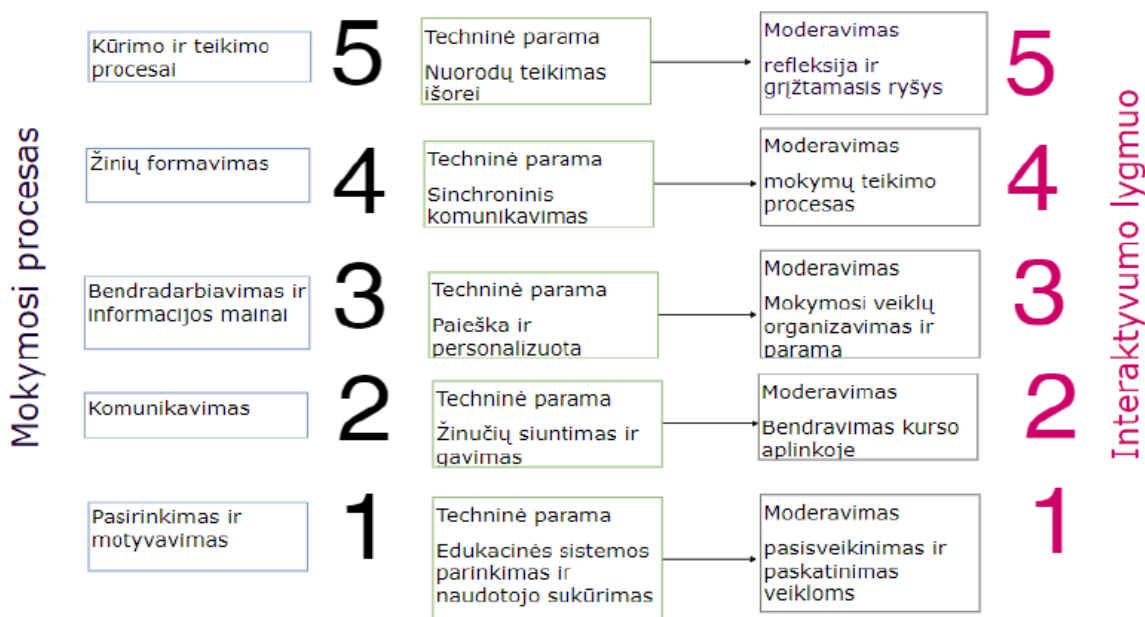 Mokymosi procesas
Kūrimo ir teikimo
procesai
5
Techninė parama
Nuorodų teikimas
išorei
Moderavimas
refleksija ir
grįžtamasis ryšys
5
Žinių formavimas
4
Techninė parama
Sinchroninis
komunikavimas
Moderavimas
mokymų teikimo
procesas
4
Bendradarbiavimas ir
informacijos mainai
3
Techninė parama
Paieška ir
personalizuota
Moderavimas
Mokymosi veiklų
organizavimas ir
parama
3
Komunikavimas
2
Techninė parama
Žinučių siuntimas ir
gavimas
Moderavimas
Bendravimas kurso
aplinkoje
2
Pasirinkimas ir
motyvavimas
1
Techninė parama
Edukacinės sistemos
parinkimas ir
naudotojo sukūrimas
Moderavimas
pasisveikinimas ir
paskatinimas
veikloms
1
Interaktyvumo lygmuo